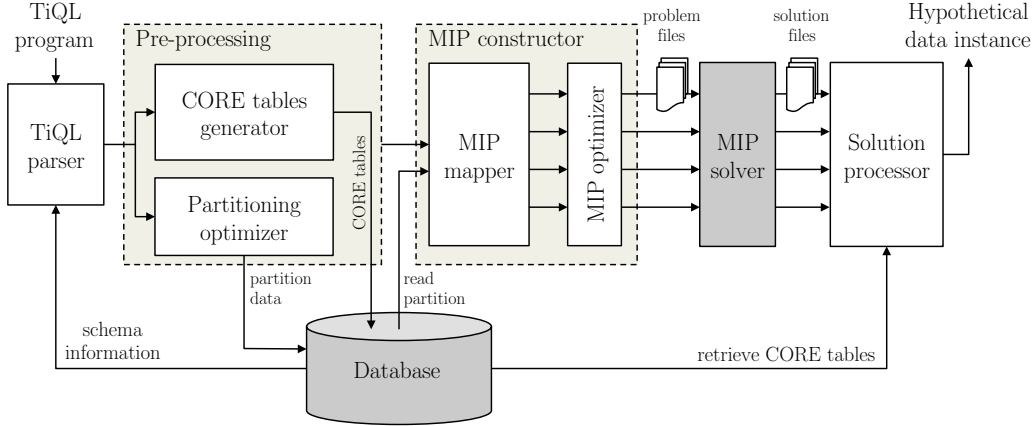 TiQL
program
Pre-processing
MIP constructor
problem
files
solution
files
Hypothetical
data instance
TiQL
parser
CORE tables
generator
CORE tables
Partitioning
optimizer
MIP
mapper
MIP optimizer
MIP
solver
Solution
processor
partition
data
read
partition
schema
information
Database
retrieve CORE tables